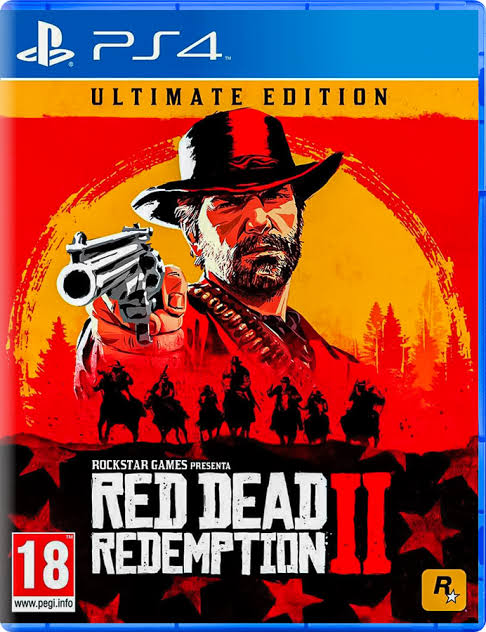 PS4
ULTIMATE EDITION
ROCKSTAR GAMES PRESENTA
RED DEAD
REDEMPTION II
18
www.pegi.info
R